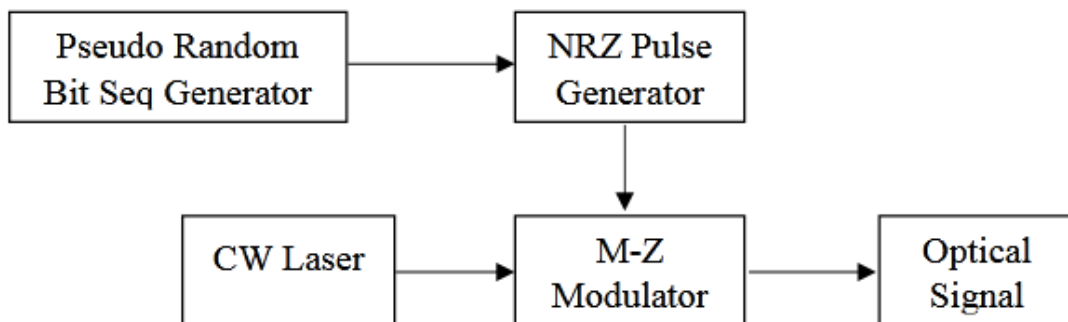 Pseudo Random
Bit Seq Generator
NRZ Pulse
Generator
CW Laser
M-Z
Modulator
Optical
Signal